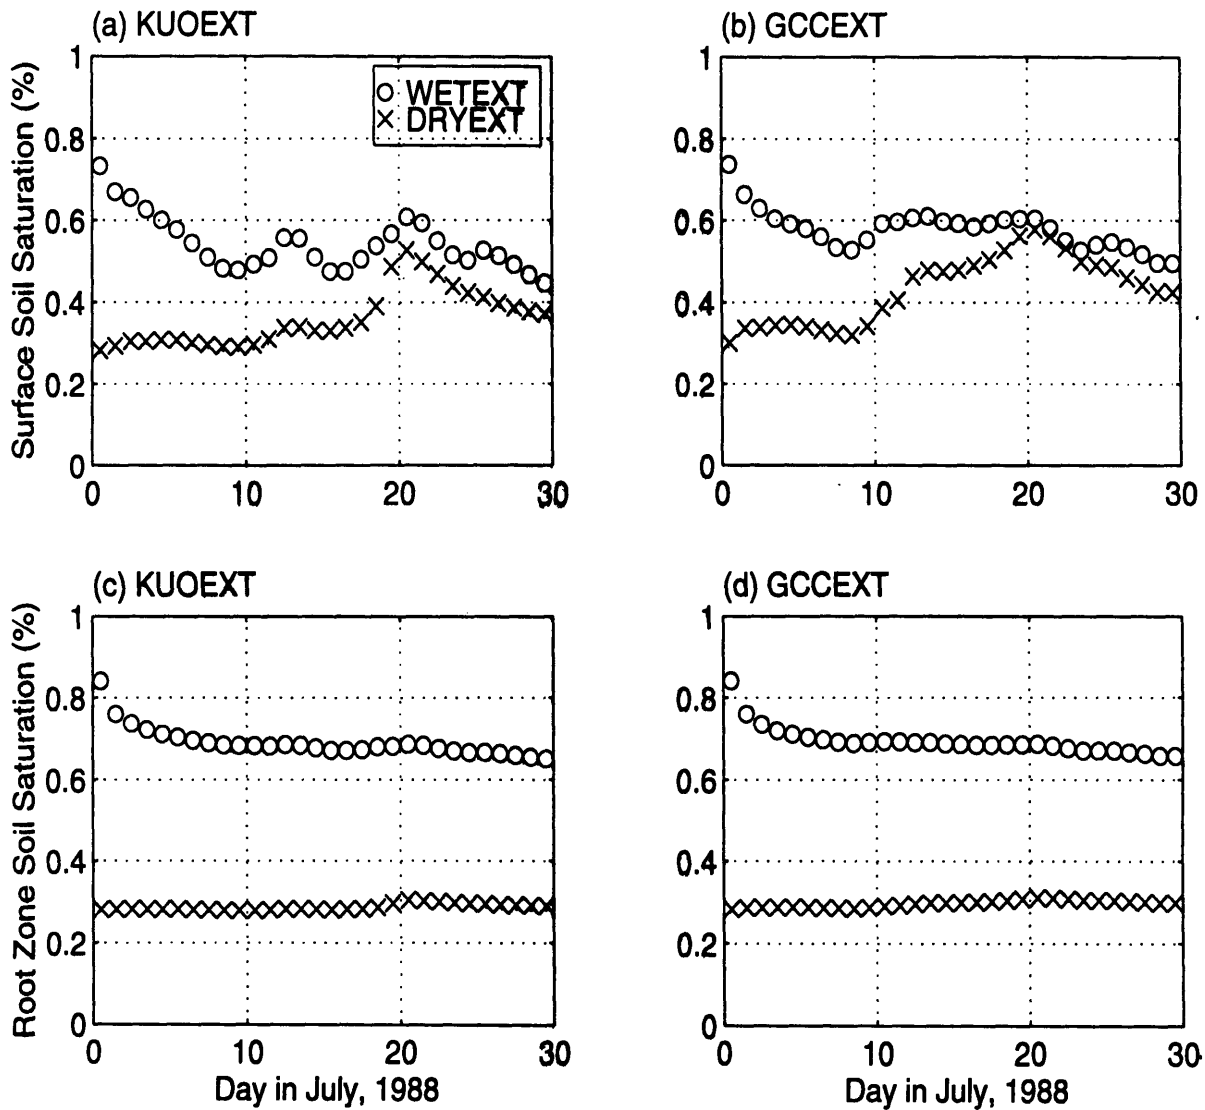 (a) KUOEXT
(b) GCCEXT
Surface Soil Saturation (%)
1
0.8
0.6
0.4
0.2
0
WETEXT
DRYEXT
0 10 20 30
1
0.8
0.6
0.4
0.2
0
0 10 20 30
(c) KUOEXT
(d) GCCEXT
Root Zone Soil Saturation (%)
1
0.8
0.6
0.4
0.2
0
0 10 20 30
Day in July, 1988
1
0.8
0.6
0.4
0.2
0
0 10 20 30
Day in July, 1988